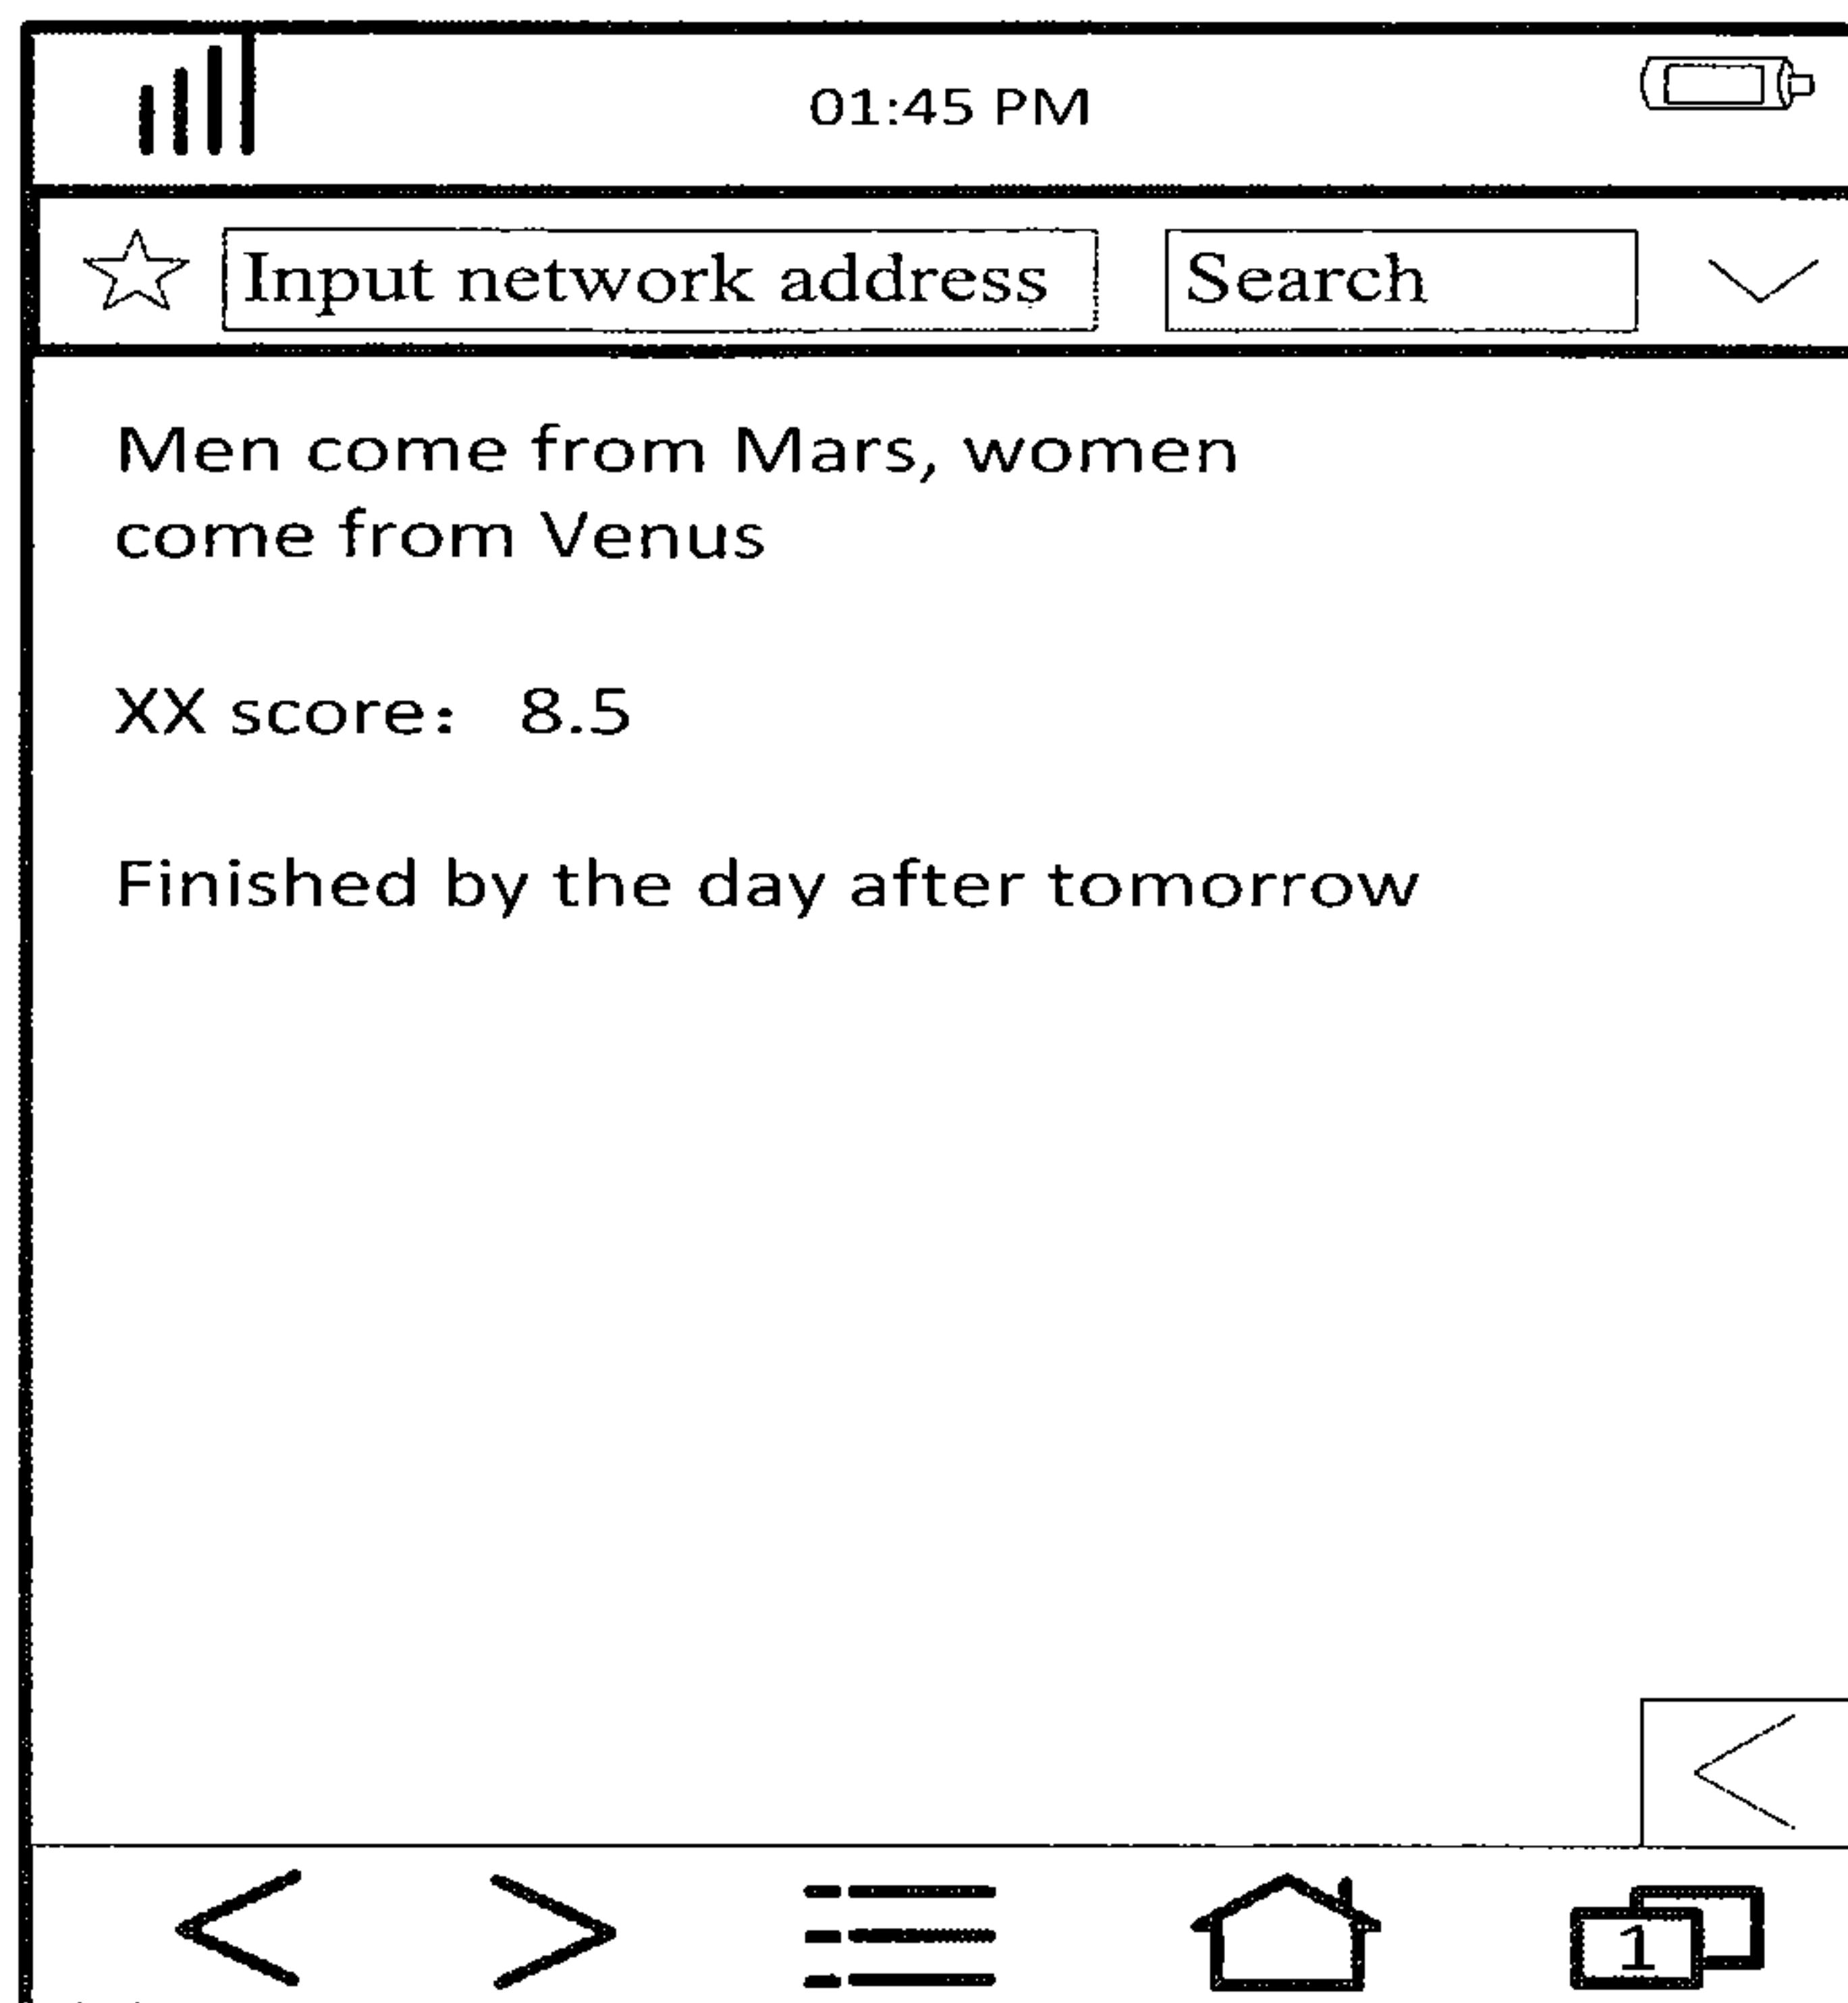 01:45 PM
Input network address Search
Men come from Mars, women
come from Venus
XX score: 8.5
Finished by the day after tomorrow
1